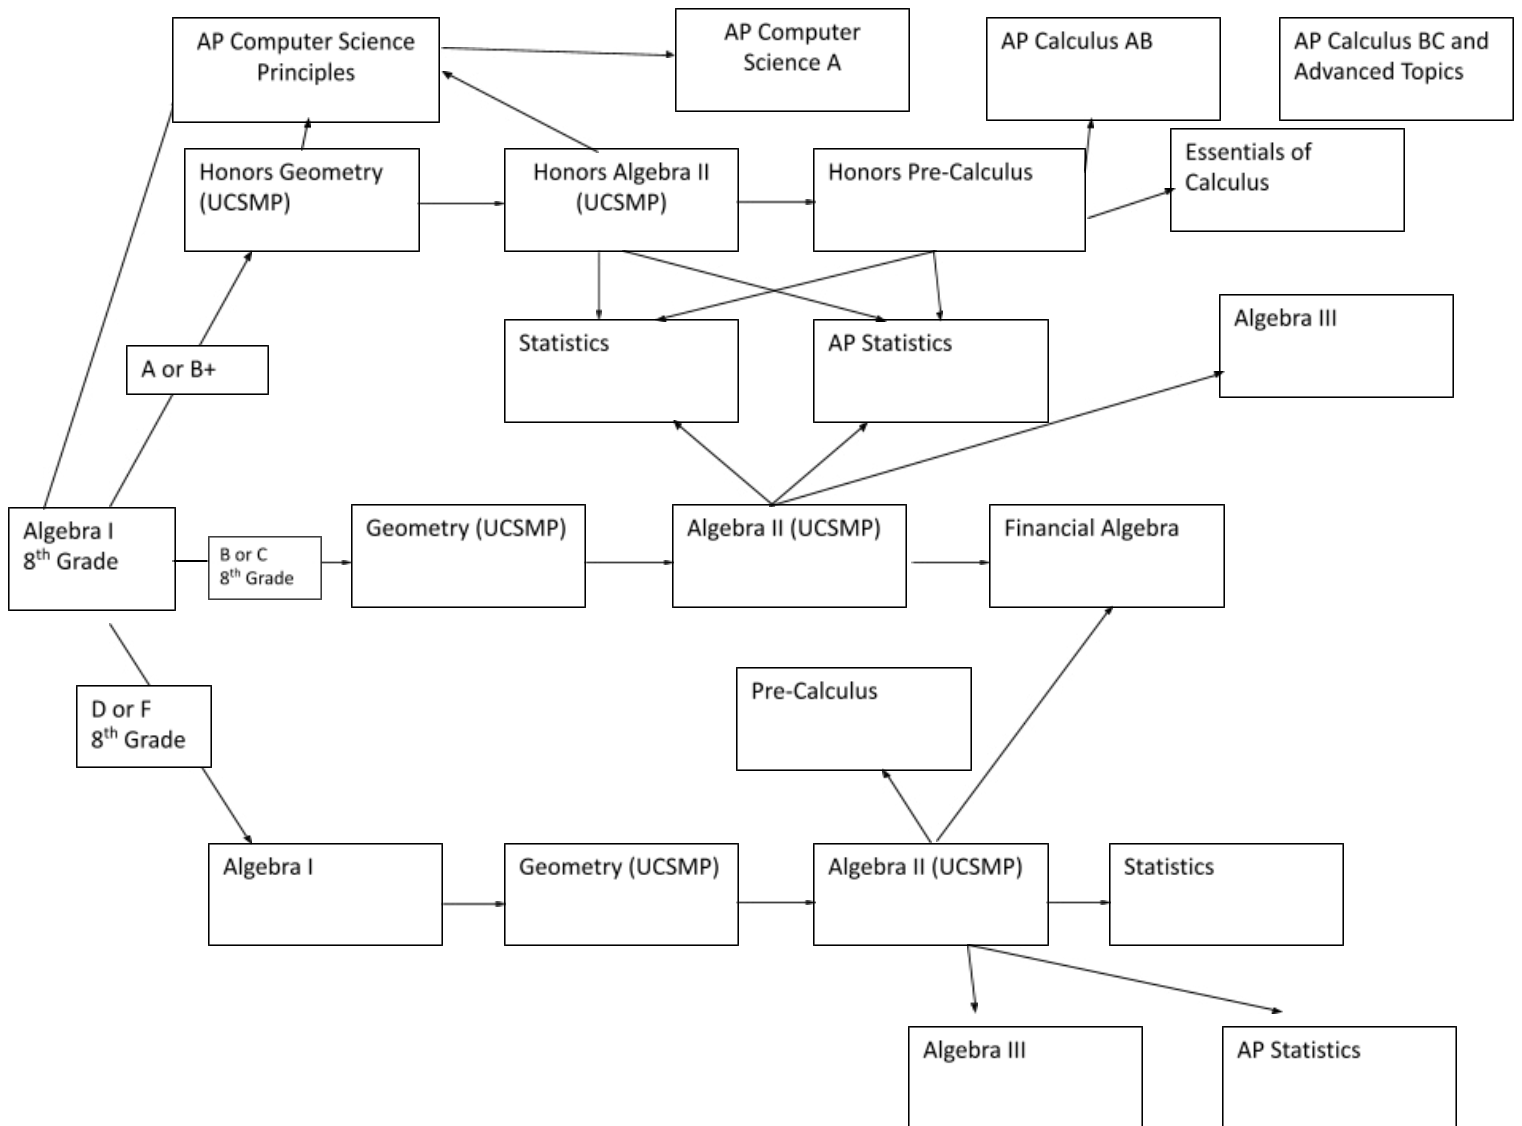 AP Computer Science
Principles
AP Computer
Science A
AP Calculus AB
AP Calculus BC and
Advanced Topics
Honors Geometry
(UCSMP)
Honors Algebra II
(UCSMP)
Honors Pre-Calculus
Essentials of
Calculus
Statistics
AP Statistics
Algebra III
A or B+
Algebra I
8th Grade
B or C
8th Grade
Geometry (UCSMP)
Algebra II (UCSMP)
Financial Algebra
D or F
8th Grade
Pre-Calculus
Algebra I
Geometry (UCSMP)
Algebra II (UCSMP)
Statistics
Algebra III
AP Statistics